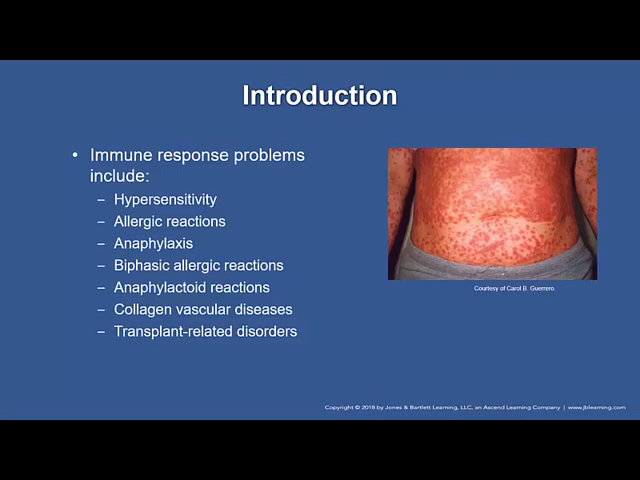 Introduction
• Immune response problems
include:
– Hypersensitivity
– Allergic reactions
– Anaphylaxis
– Biphasic allergic reactions
– Anaphylactoid reactions
– Collagen vascular diseases
– Transplant-related disorders
Courtesy of Carol B. Guerrero.
Copyright © 2016 by Jones & Bartlett Learning, LLC, an Ascend Learning Company | www.jblearning.com